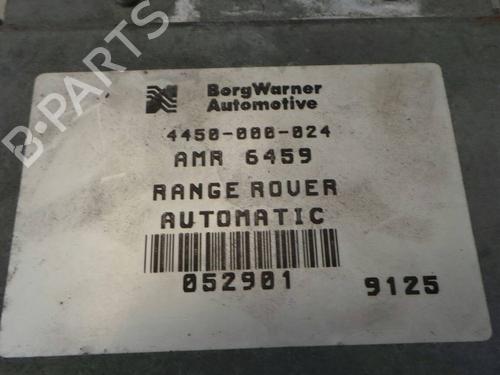 B-PARTS
BorgWarner
Automotive
4450-000-024
AMR 6459
RANGE ROVER
AUTOMATIC
052901
9125